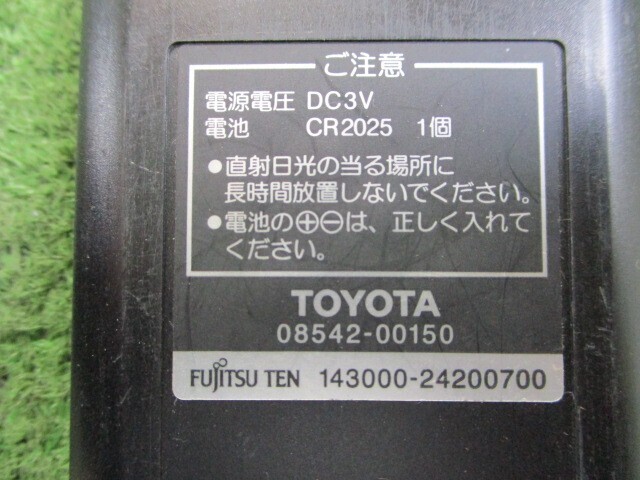 ご注意
電源電圧 DC3V
電池 CR2025 1個
●直射日光の当る場所に
長時間放置しないでください。
●電池の⊕⊖は、正しく入れて
ください。
TOYOTA
08542-00150
FUJITSU TEN 143000-24200700